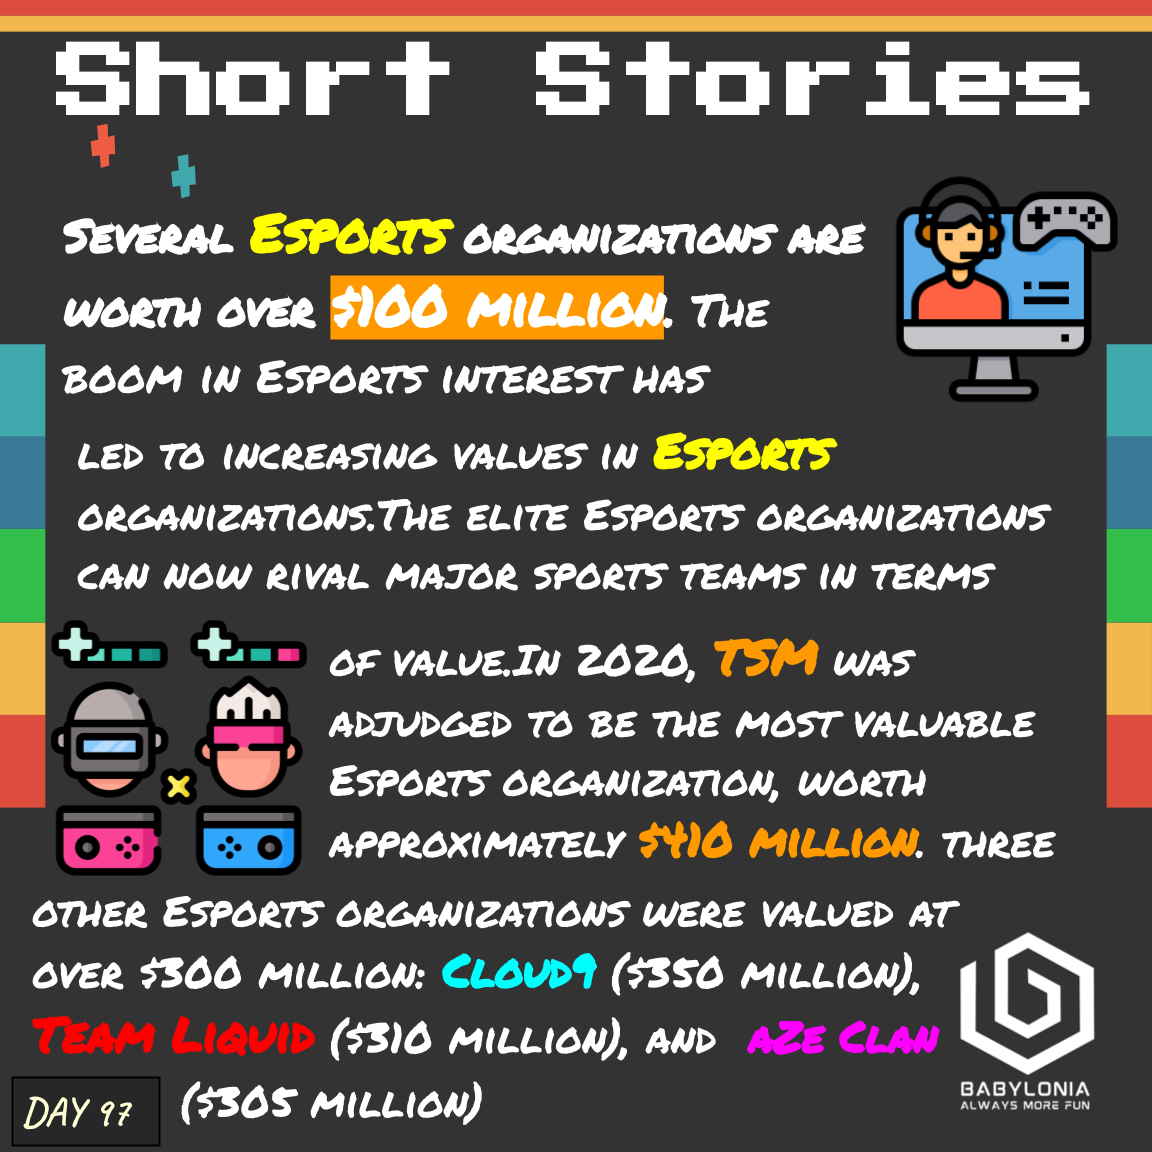 Short Stories
Several Esports organizations are
worth over $100 million. The
boom in Esports interest has
led to increasing values in Esports
organizations.The elite Esports organizations
can now rival major sports teams in terms
of value.In 2020, TSM was
adjudged to be the most valuable
Esports organization, worth
approximately $410 million. three
other Esports organizations were valued at
over $300 million: Cloud9 ($350 million),
Team Liquid ($310 million), and aZe Clan
($305 million)
DAY 97
BABYLONIA
ALWAYS MORE FUN